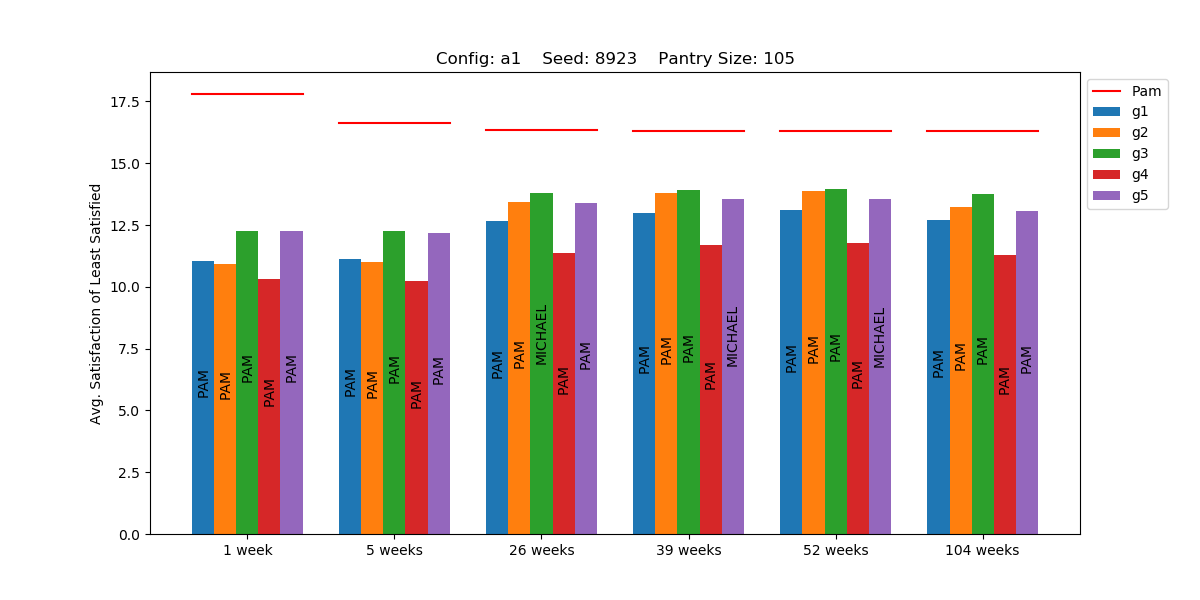 Config: a1    Seed: 8923    Pantry Size: 105
Avg. Satisfaction of Least Satisfied
17.5
15.0
12.5
10.0
7.5
5.0
2.5
0.0
PAM PAM PAM PAM PAM
PAM PAM PAM PAM PAM
PAM PAM MICHAEL PAM PAM
PAM PAM PAM PAM MICHAEL
PAM PAM PAM PAM MICHAEL
PAM PAM PAM PAM PAM
1 week 5 weeks 26 weeks 39 weeks 52 weeks 104 weeks
Pam
g1
g2
g3
g4
g5